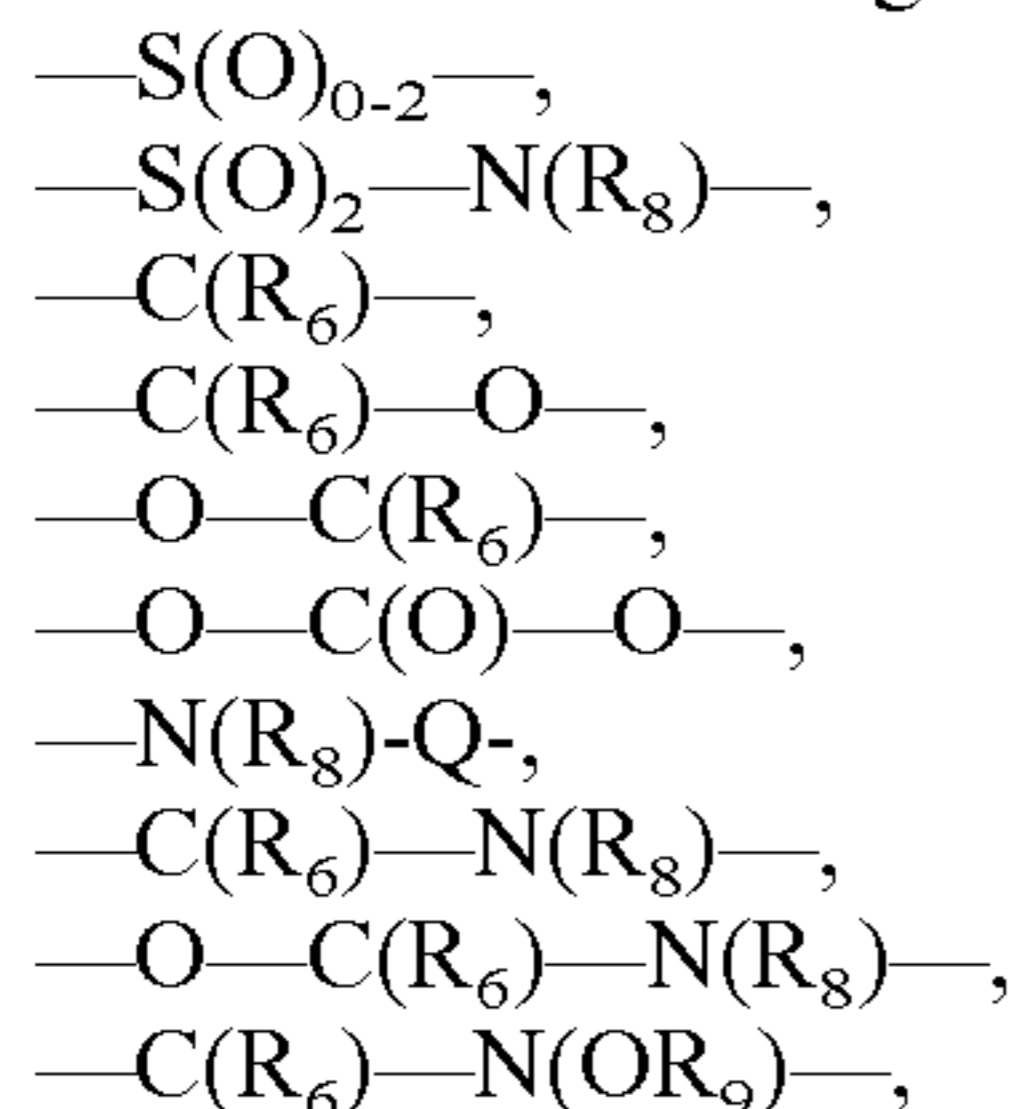 —S(O)₀₋₂—,
—S(O)₂—N(R₈)—,
—C(R₆)—,
—C(R₆)—O—,
—O—C(R₆)—,
—O—C(O)—O—,
—N(R₈)-Q-,
—C(R₆)—N(R₈)—,
—O—C(R₆)—N(R₈)—,
—C(R₆)—N(OR₉)—,